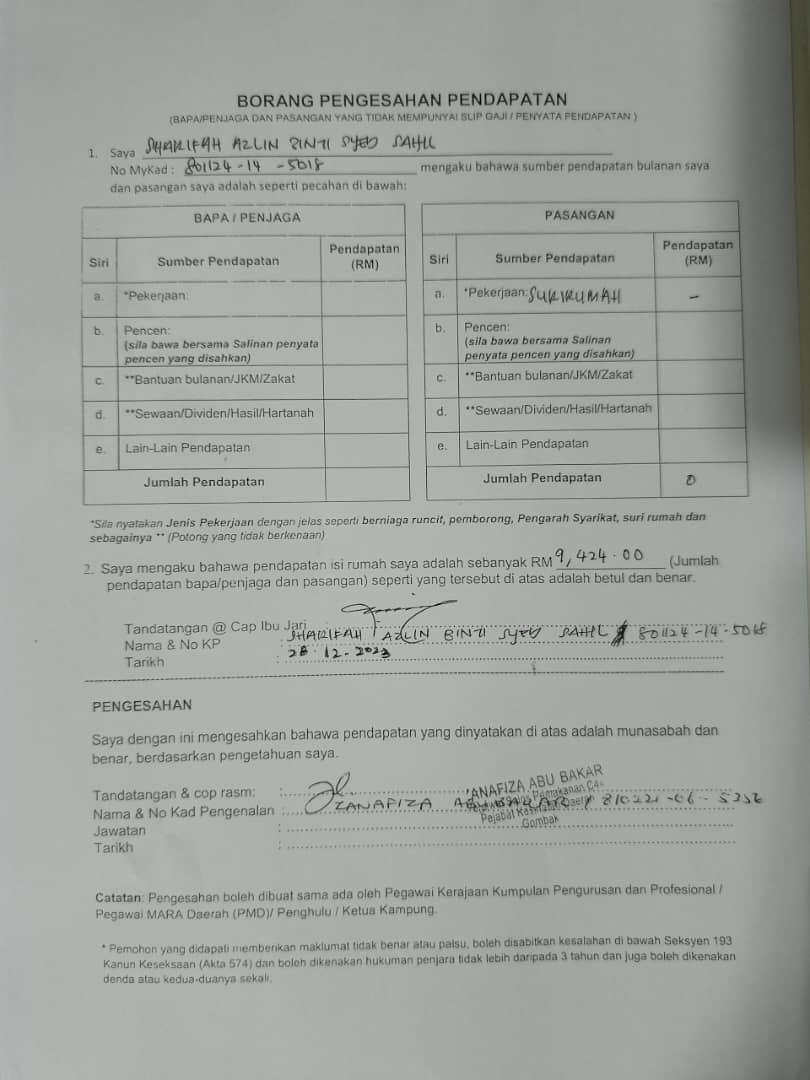 BORANG PENGESAHAN PENDAPATAN
(BAPA/PENJAGA DAN PASANGAN YANG TIDAK MEMPUNYAI SLIP GAJI / PENYATA PENDAPATAN )
1. Saya SHARIFAH AZLIN BINTI SYED SAHIL
No MyKad : 801124-14-5018 mengaku bahawa sumber pendapatan bulanan saya
dan pasangan saya adalah seperti pecahan di bawah:
BAPA / PENJAGA
Siri Sumber Pendapatan Pendapatan (RM)
a. *Pekerjaan:
b. Pencen:
(sila bawa bersama Salinan penyata
pencen yang disahkan)
c. **Bantuan bulanan/JKM/Zakat
d. **Sewaan/Dividen/Hasil/Hartanah
e. Lain-Lain Pendapatan
Jumlah Pendapatan
PASANGAN
Siri Sumber Pendapatan Pendapatan (RM)
a. *Pekerjaan: SURIRUMAH -
b. Pencen:
(sila bawa bersama Salinan
penyata pencen yang disahkan)
c. **Bantuan bulanan/JKM/Zakat
d. **Sewaan/Dividen/Hasil/Hartanah
e. Lain-Lain Pendapatan
Jumlah Pendapatan 0
*Sila nyatakan Jenis Pekerjaan dengan jelas seperti berniaga runcit, pemborong, Pengarah Syarikat, suri rumah dan
sebagainya ** (Potong yang tidak berkenaan)
2. Saya mengaku bahawa pendapatan isi rumah saya adalah sebanyak RM 9,424.00 (Jumlah
pendapatan bapa/penjaga dan pasangan) seperti yang tersebut di atas adalah betul dan benar.
Tandatangan @ Cap Ibu Jari
Nama & No KP : SHARIFAH AZLIN BINTI SYED SAHIL 801124-14-5018
Tarikh : 28.12.2023
PENGESAHAN
Saya dengan ini mengesahkan bahawa pendapatan yang dinyatakan di atas adalah munasabah dan
benar, berdasarkan pengetahuan saya.
Tandatangan & cop rasm: :
ANAFIZA ABU BAKAR
Pemakanan C44
Pejabat Kesihatan Daerah
Gombak
Nama & No Kad Pengenalan : ZANAFIZA ABU BAKAR / 810221-06-5336
Jawatan :
Tarikh :
Catatan: Pengesahan boleh dibuat sama ada oleh Pegawai Kerajaan Kumpulan Pengurusan dan Profesional /
Pegawai MARA Daerah (PMD)/ Penghulu / Ketua Kampung.
* Pemohon yang didapati memberikan maklumat tidak benar atau palsu, boleh disabitkan kesalahan di bawah Seksyen 193
Kanun Keseksaan (Akta 574) dan boleh dikenakan hukuman penjara tidak lebih daripada 3 tahun dan juga boleh dikenakan
denda atau kedua-duanya sekali.